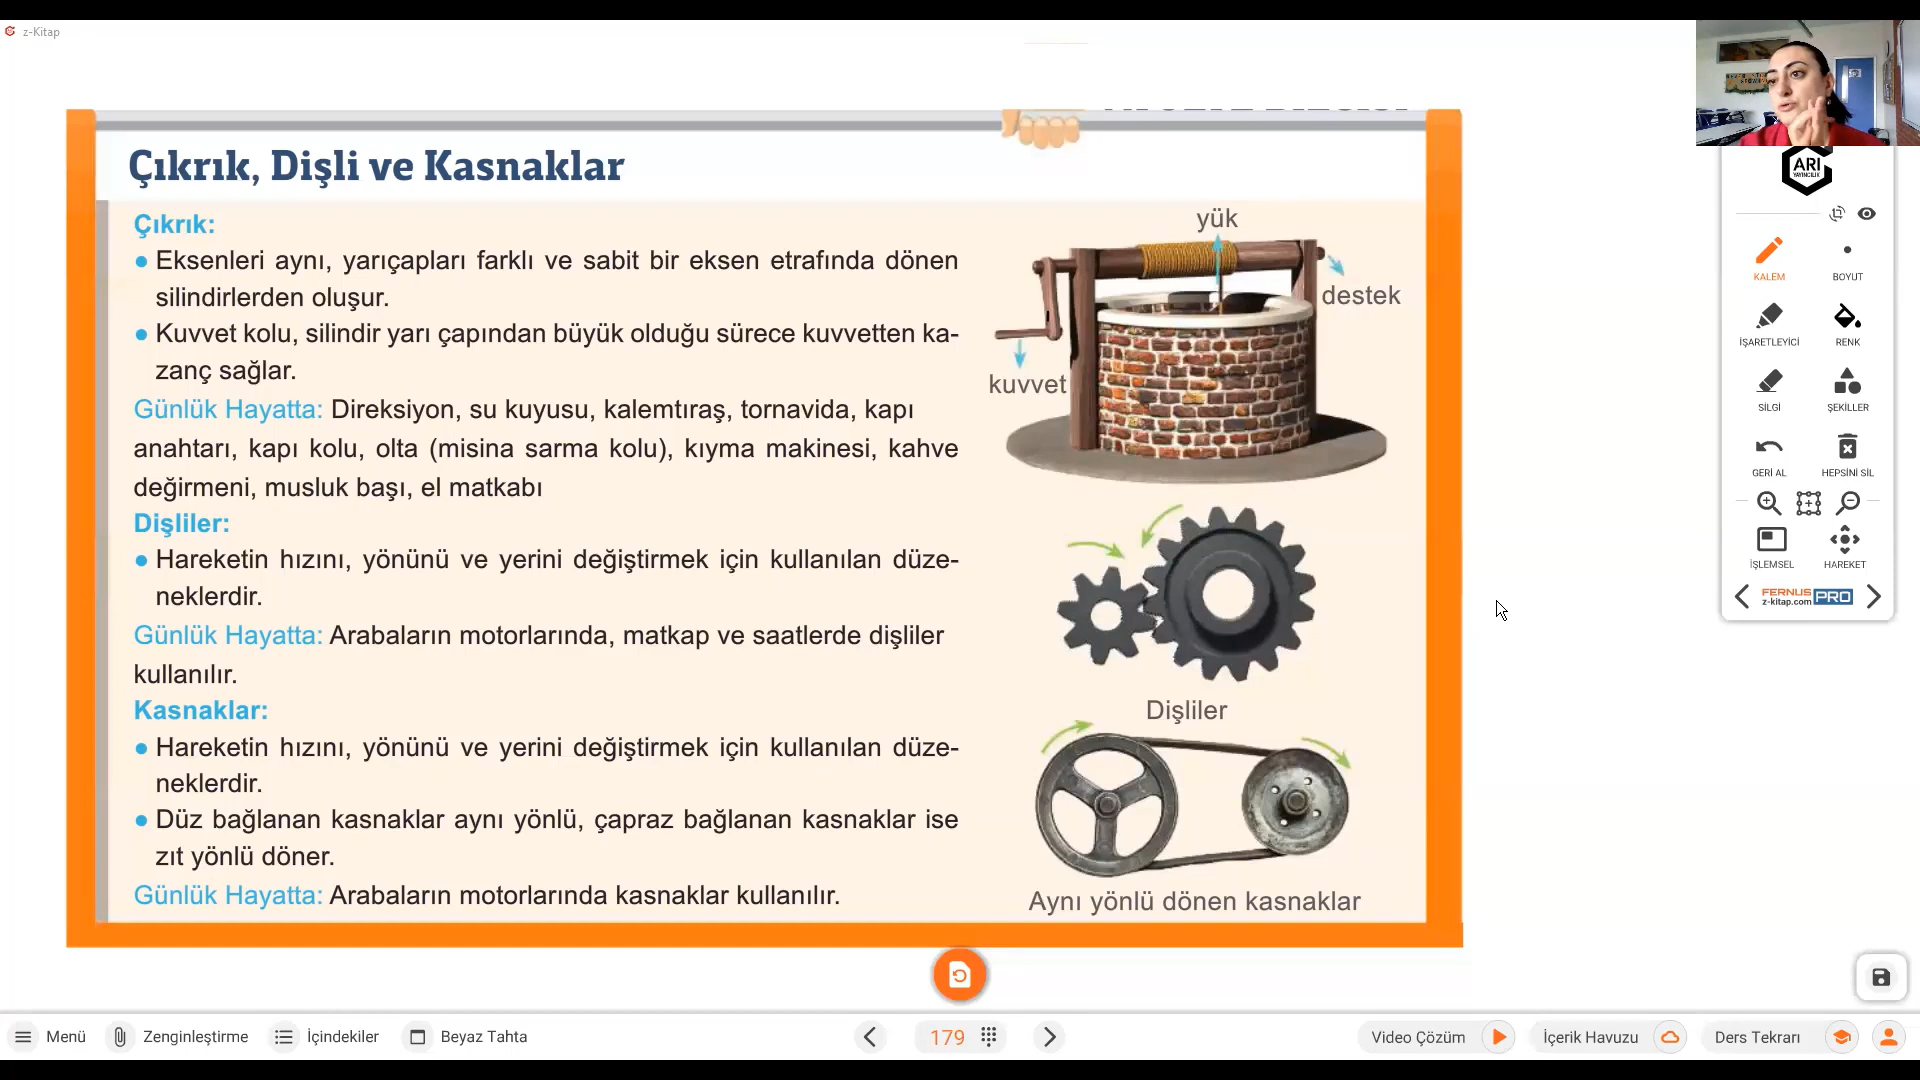 z-Kitap
Çıkrık, Dişli ve Kasnaklar
Çıkrık:
● Eksenleri aynı, yarıçapları farklı ve sabit bir eksen etrafında dönen
silindirlerden oluşur.
● Kuvvet kolu, silindir yarı çapından büyük olduğu sürece kuvvetten ka-
zanç sağlar.
Günlük Hayatta: Direksiyon, su kuyusu, kalemtıraş, tornavida, kapı
anahtarı, kapı kolu, olta (misina sarma kolu), kıyma makinesi, kahve
değirmeni, musluk başı, el matkabı
Dişliler:
● Hareketin hızını, yönünü ve yerini değiştirmek için kullanılan düze-
neklerdir.
Günlük Hayatta: Arabaların motorlarında, matkap ve saatlerde dişliler
kullanılır.
Kasnaklar:
● Hareketin hızını, yönünü ve yerini değiştirmek için kullanılan düze-
neklerdir.
● Düz bağlanan kasnaklar aynı yönlü, çapraz bağlanan kasnaklar ise
zıt yönlü döner.
Günlük Hayatta: Arabaların motorlarında kasnaklar kullanılır.
yük
destek
kuvvet
Dişliler
Aynı yönlü dönen kasnaklar
ARI
YAYINCILIK
KALEM
BOYUT
İŞARETLEYİCİ
RENK
SİLGİ
ŞEKİLLER
GERİ AL
HEPSİNİ SİL
İŞLEMSEL
HAREKET
FERNUS
z-kitap.com PRO
Menü
Zenginleştirme
İçindekiler
Beyaz Tahta
179
Video Çözüm
İçerik Havuzu
Ders Tekrarı